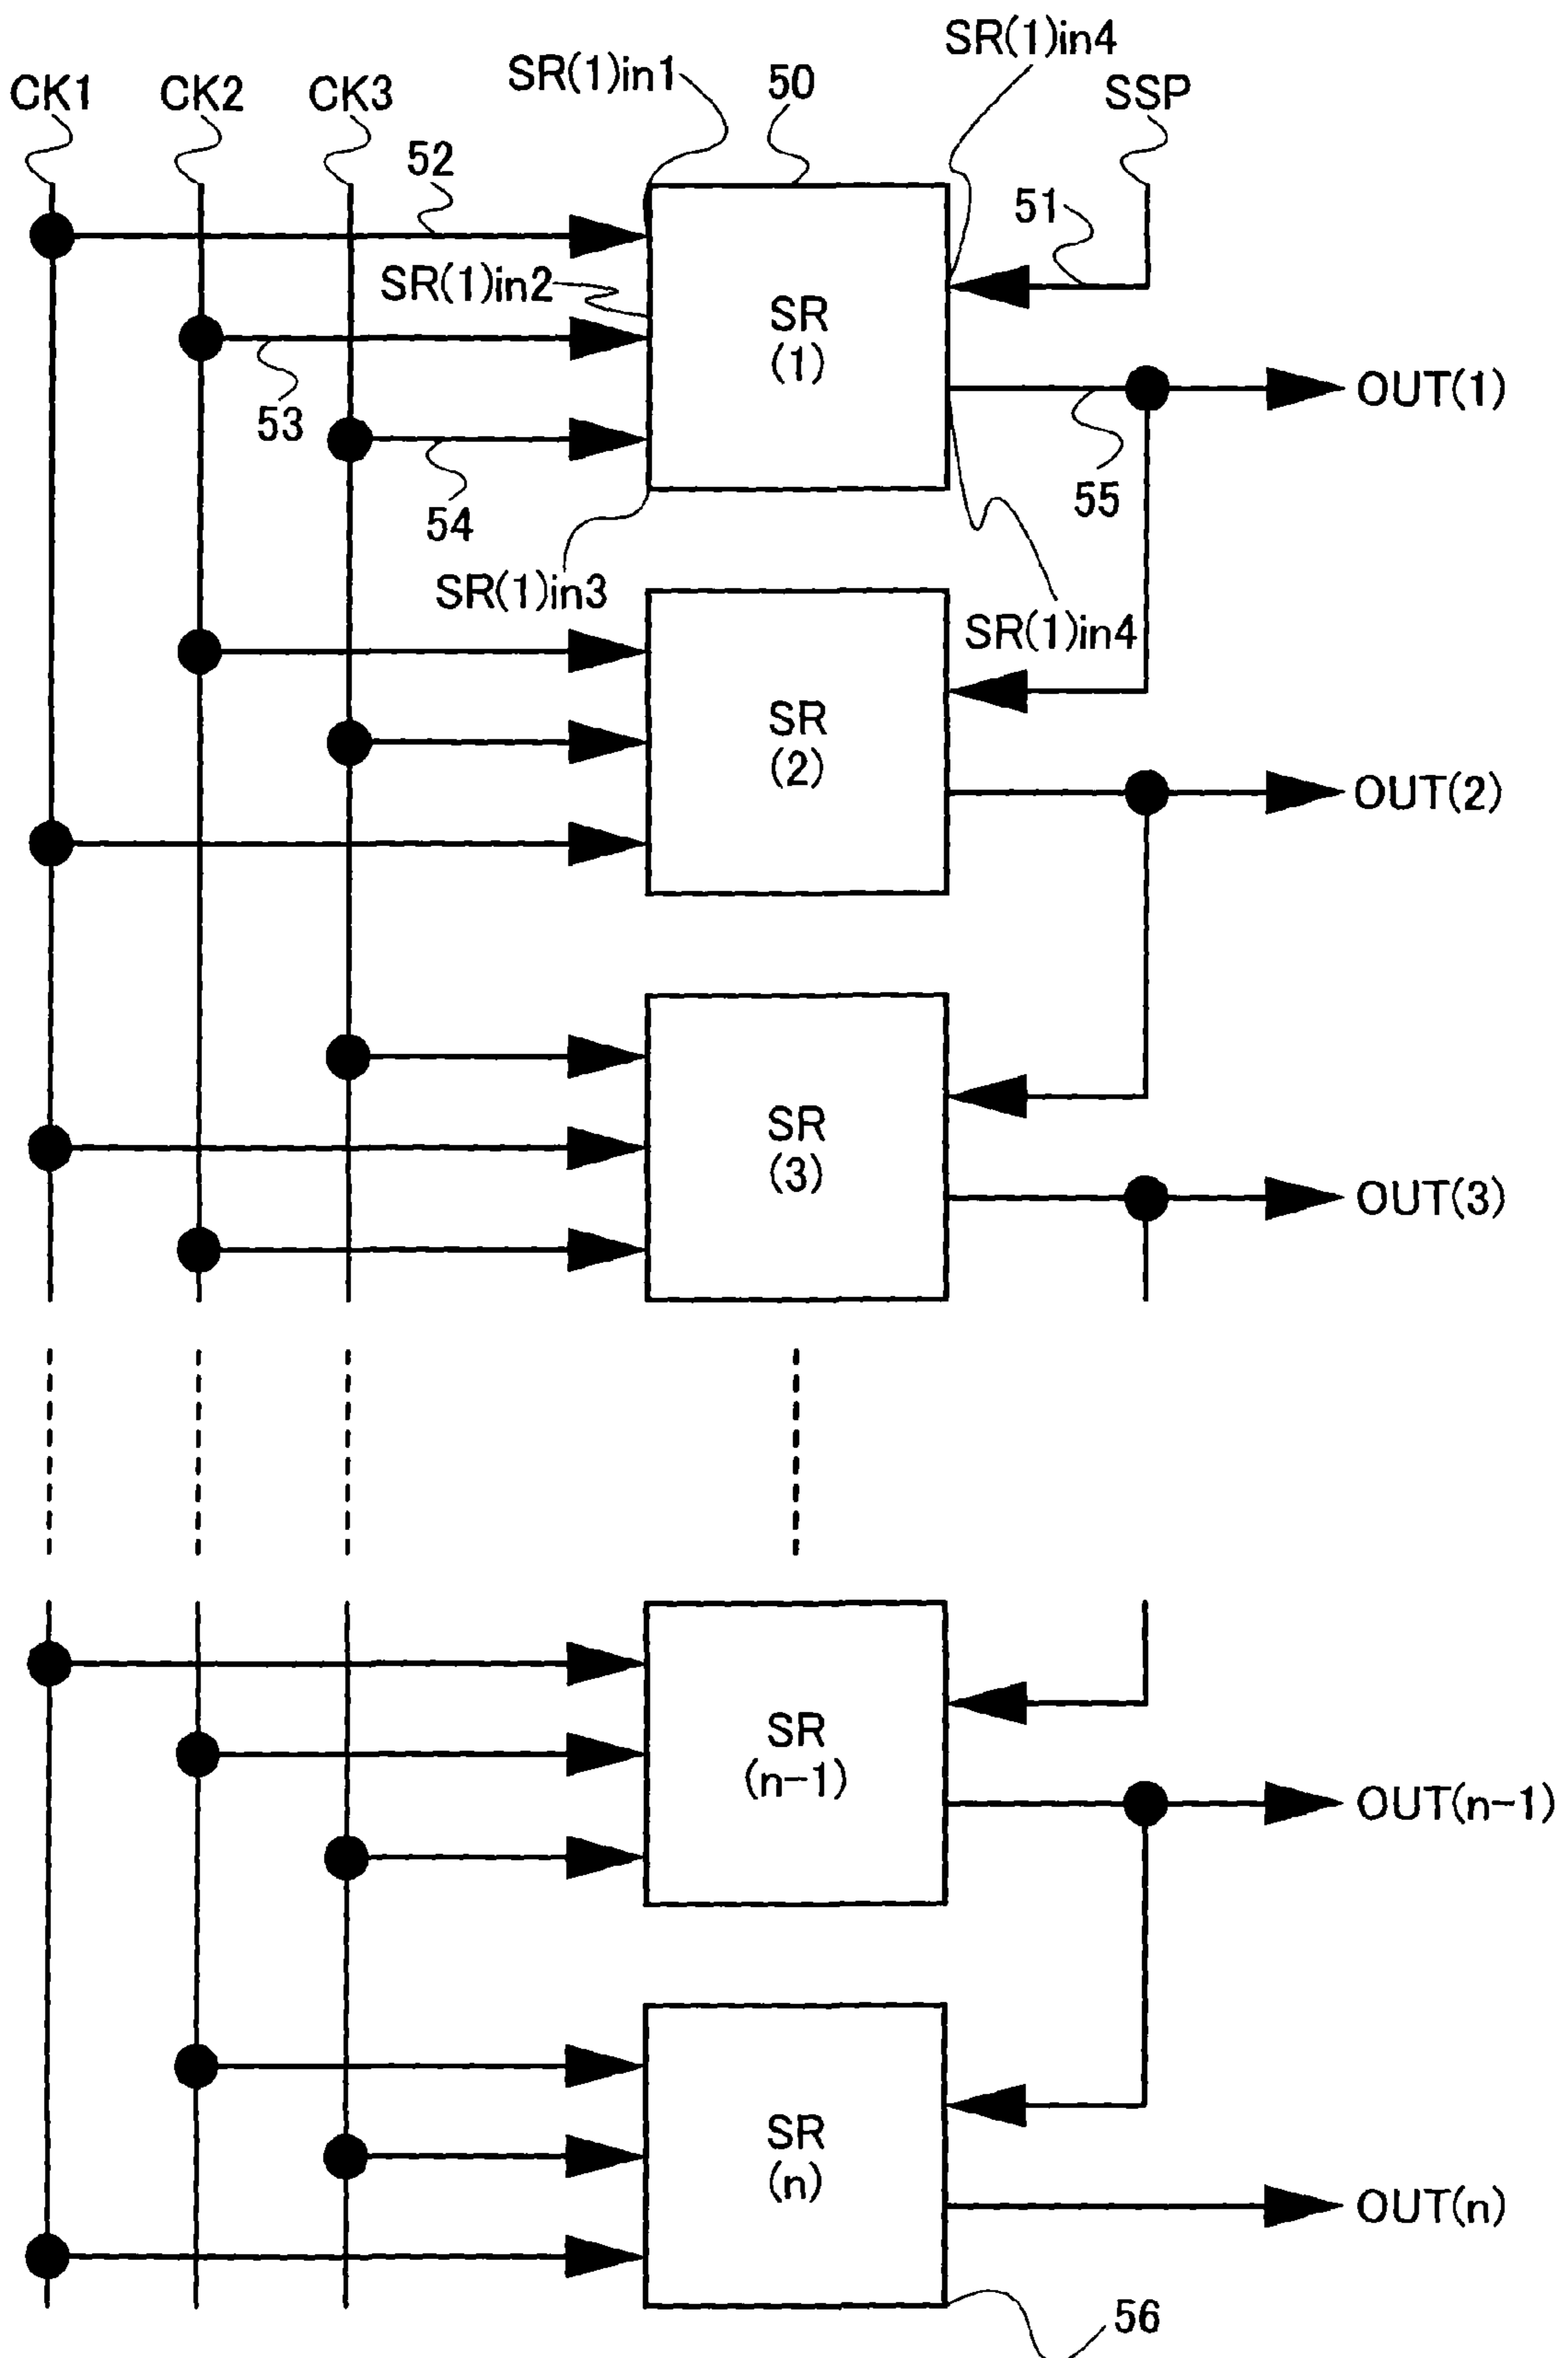 CK1
CK2
CK3
SR(1)in1
50
SR(1)in4
SSP
52
51
SR(1)in2
SR
(1)
OUT(1)
53
54
55
SR(1)in3
SR(1)in4
SR
(2)
OUT(2)
SR
(3)
OUT(3)
SR
(n-1)
OUT(n-1)
SR
(n)
OUT(n)
56